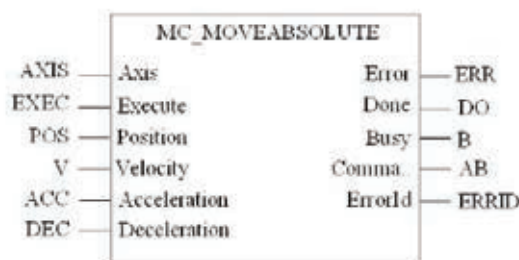 MC_MOVEABSOLUTE
AXIS Axis Error ERR
EXEC Execute Done DO
POS Position Busy B
V Velocity Comma.. AB
ACC Acceleration ErrorId ERRID
DEC Deceleration